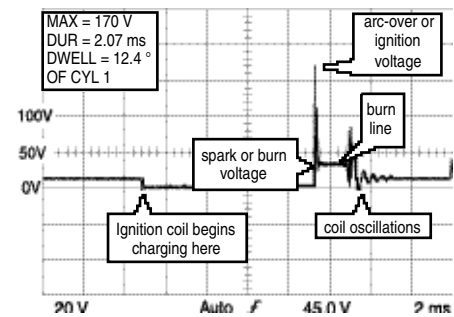 MAX = 170 V
DUR = 2.07 ms
DWELL = 12.4 °
OF CYL 1
arc-over or
ignition
voltage
burn
line
100V
50V
0V
spark or burn
voltage
Ignition coil begins
charging here
coil oscillations
20 V Auto 45.0 V 2 ms